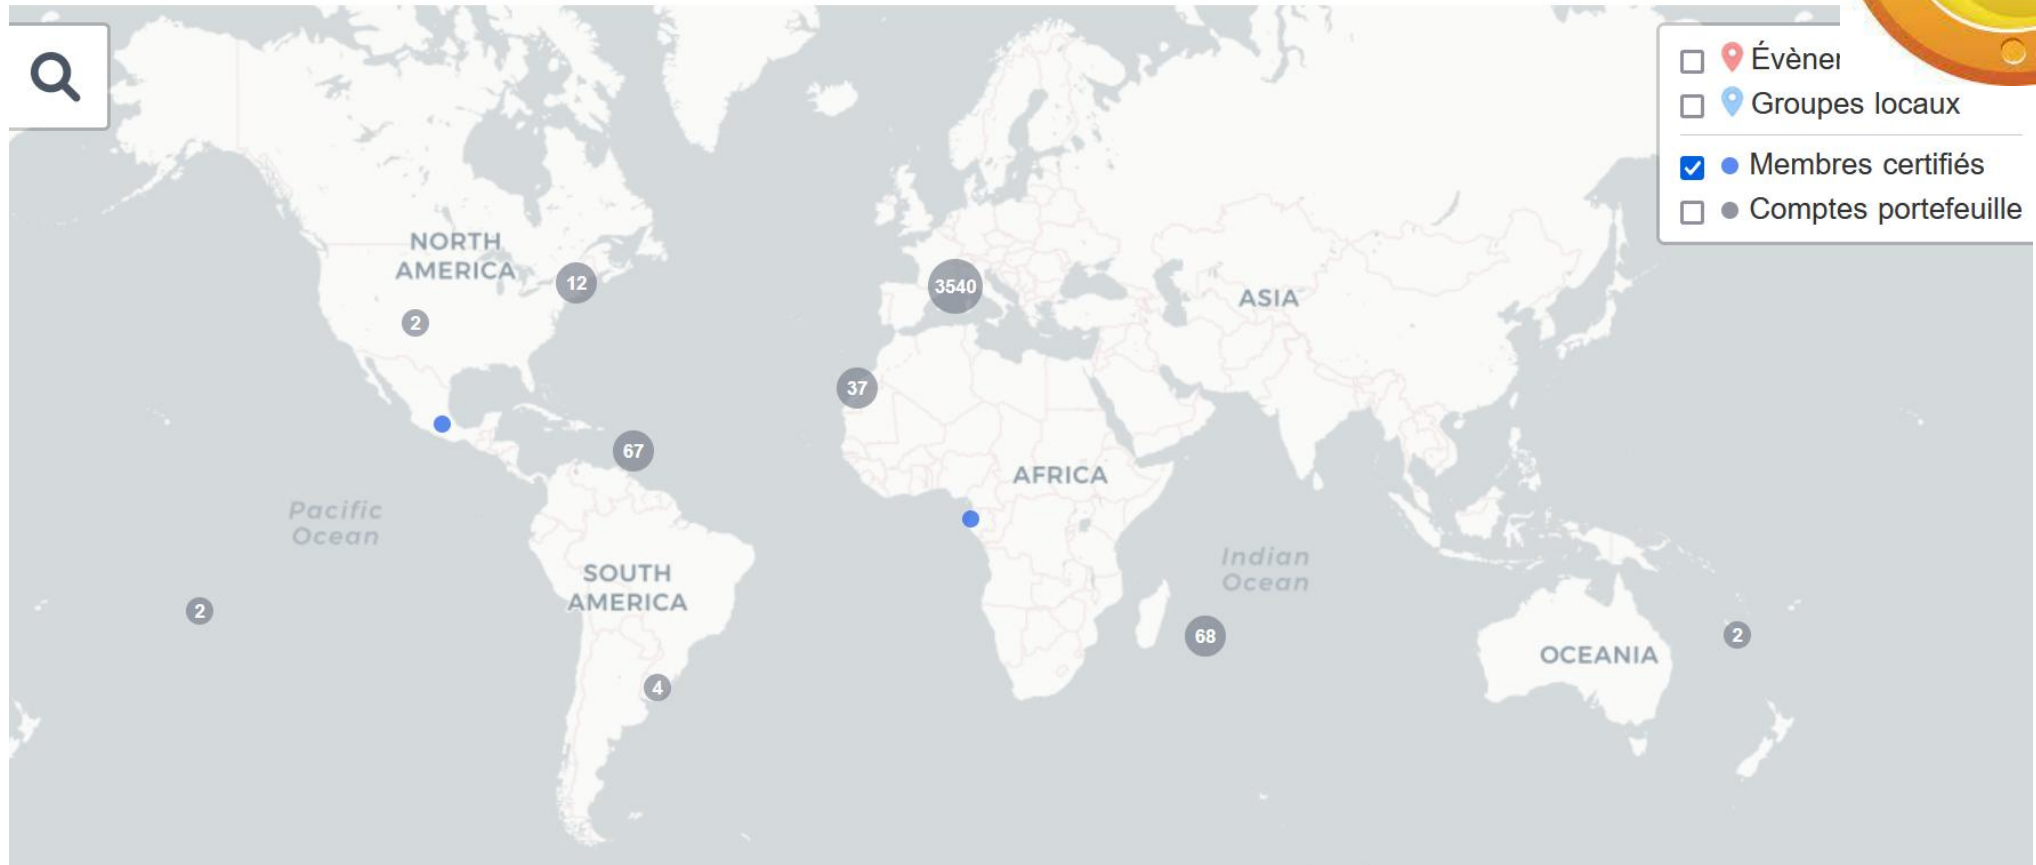 Évèner
Groupes locaux
Membres certifiés
Comptes portefeuille
NORTH
AMERICA
12
3540
2
ASIA
37
67
AFRICA
Pacific
Ocean
Indian
Ocean
SOUTH
AMERICA
2
68
2
OCEANIA
4